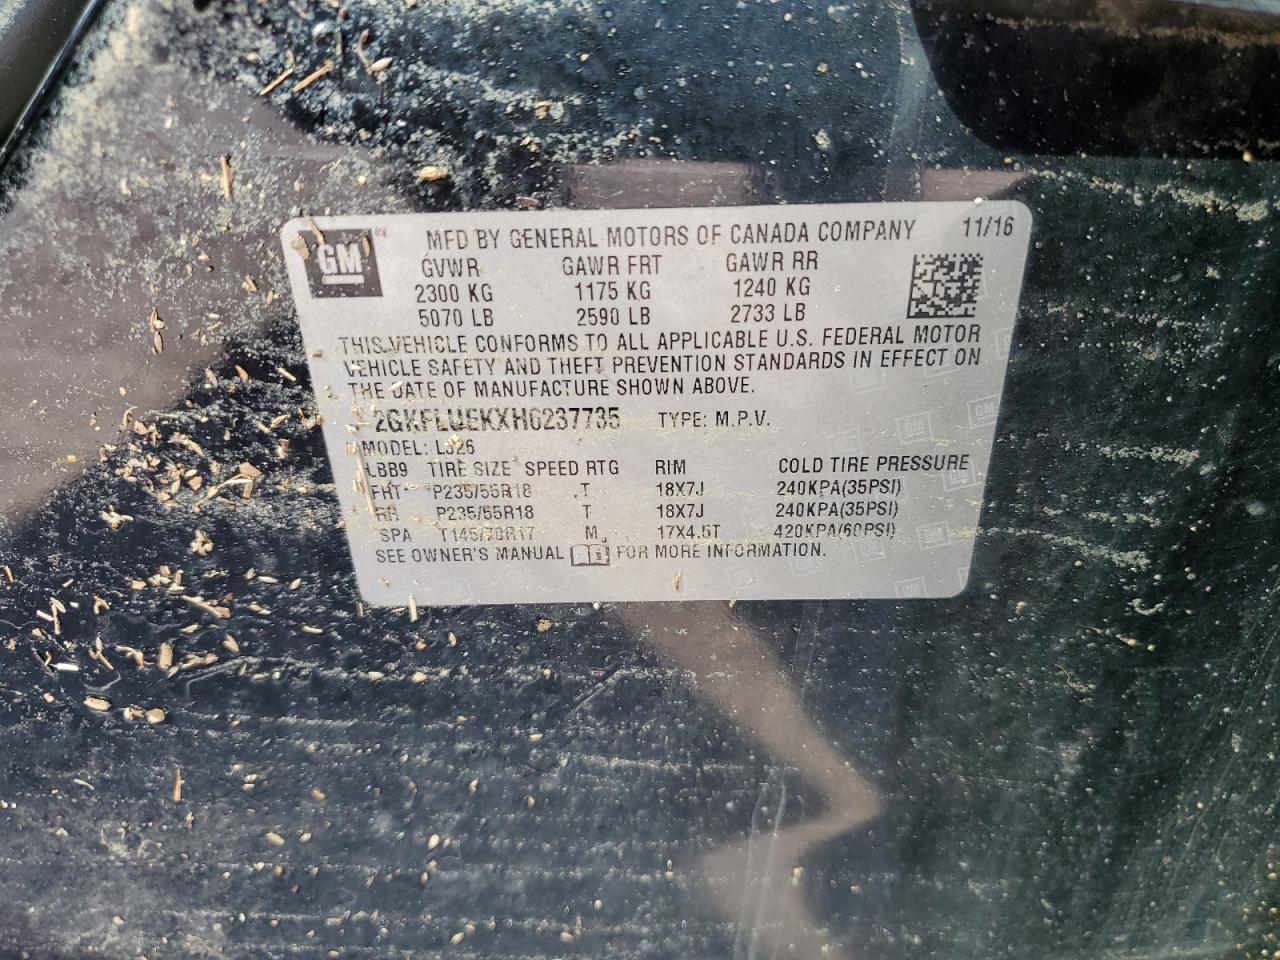 GM
MFD BY GENERAL MOTORS OF CANADA COMPANY 11/16
GVWR GAWR FRT GAWR RR
2300 KG 1175 KG 1240 KG
5070 LB 2590 LB 2733 LB
THIS VEHICLE CONFORMS TO ALL APPLICABLE U.S. FEDERAL MOTOR
VEHICLE SAFETY AND THEFT PREVENTION STANDARDS IN EFFECT ON
THE DATE OF MANUFACTURE SHOWN ABOVE.
TYPE: M.P.V.
MODEL:
LBB9 TIRE SIZE SPEED RTG RIM COLD TIRE PRESSURE
FRT P235/55R18 T 18X7J 240KPA(35PSI)
RR P235/55R18 T 18X7J 240KPA(35PSI)
SPA T145/70R17 M 17X4.5T 420KPA(60PSI)
SEE OWNER'S MANUAL FOR MORE INFORMATION.